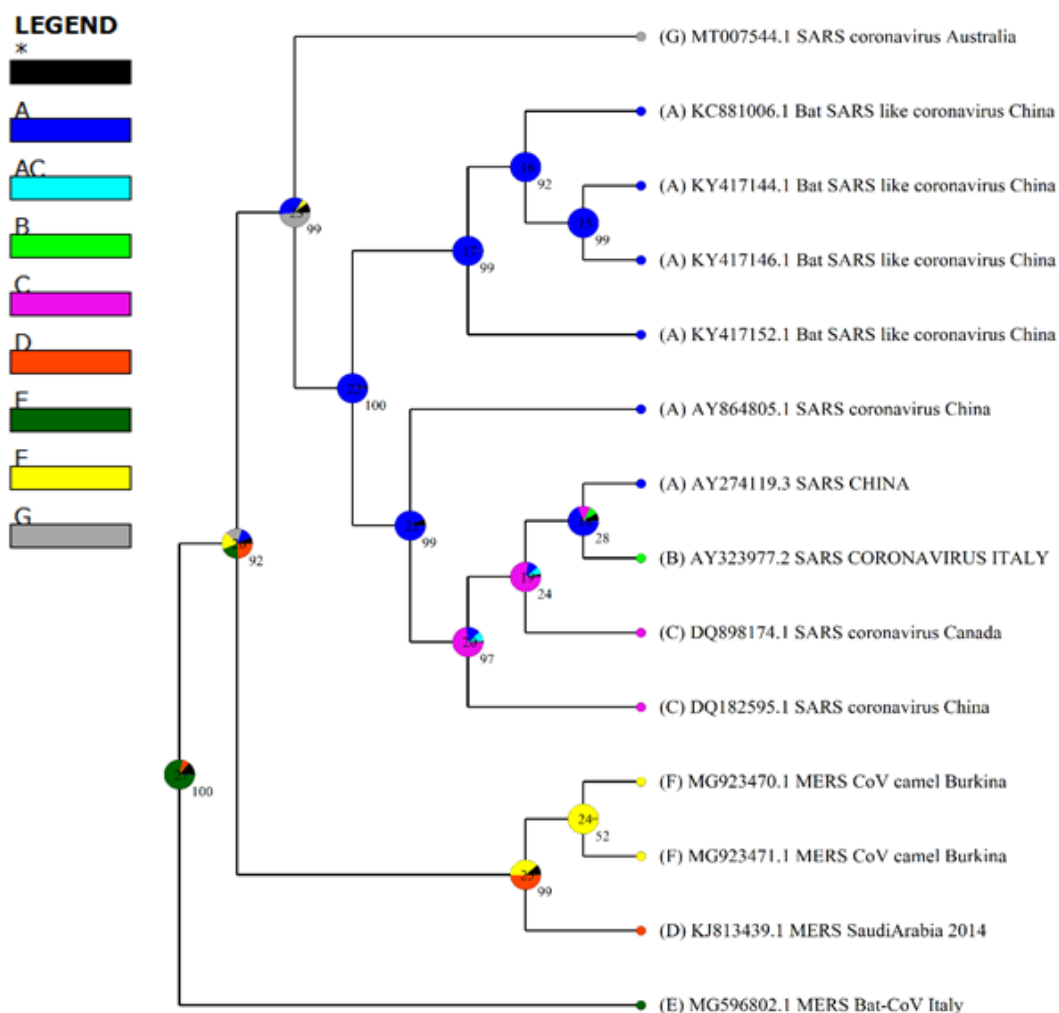 LEGEND
*
A
AC
B
C
D
E
F
G
(G) MT007544.1 SARS coronavirus Australia
(A) KC881006.1 Bat SARS like coronavirus China
(A) KY417144.1 Bat SARS like coronavirus China
(A) KY417146.1 Bat SARS like coronavirus China
(A) KY417152.1 Bat SARS like coronavirus China
(A) AY864805.1 SARS coronavirus China
(A) AY274119.3 SARS CHINA
(B) AY323977.2 SARS CORONAVIRUS ITALY
(C) DQ898174.1 SARS coronavirus Canada
(C) DQ182595.1 SARS coronavirus China
(F) MG923470.1 MERS CoV camel Burkina
(F) MG923471.1 MERS CoV camel Burkina
(D) KJ813439.1 MERS SaudiArabia 2014
(E) MG596802.1 MERS Bat-CoV Italy
16
92
15
99
23
99
17
99
22
100
21
99
28
19
24
20
97
92
27
100
24
52
25
99